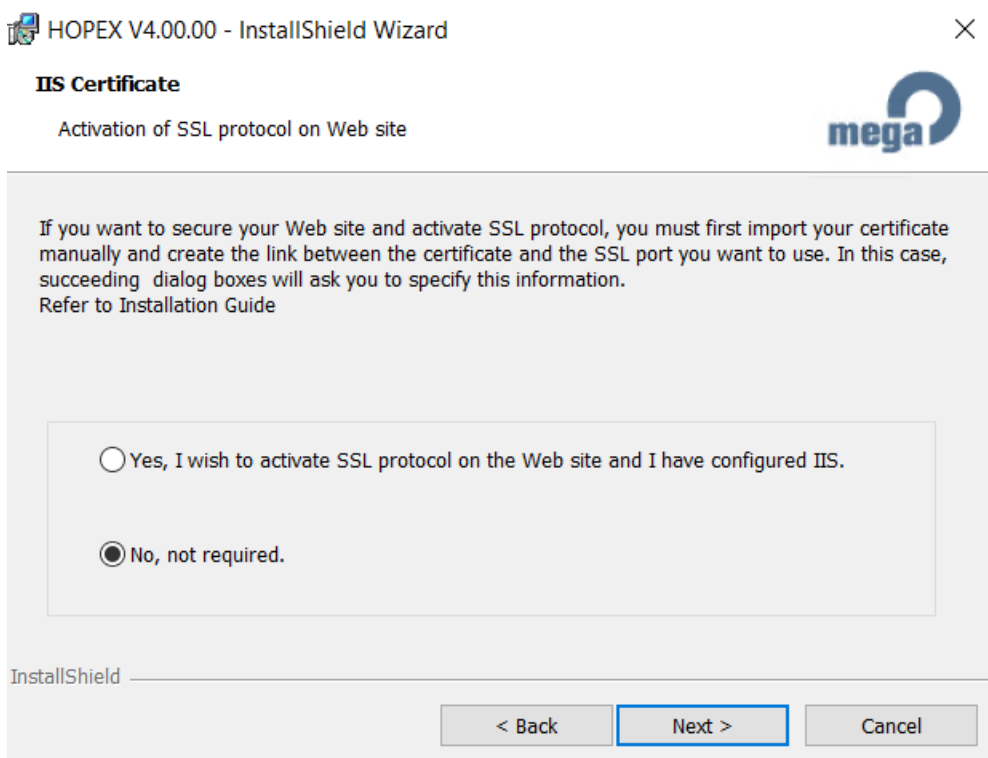 HOPEX V4.00.00 - InstallShield Wizard
IIS Certificate
Activation of SSL protocol on Web site
mega
If you want to secure your Web site and activate SSL protocol, you must first import your certificate
manually and create the link between the certificate and the SSL port you want to use. In this case,
succeeding  dialog boxes will ask you to specify this information.
Refer to Installation Guide
Yes, I wish to activate SSL protocol on the Web site and I have configured IIS.
No, not required.
InstallShield
< Back
Next >
Cancel